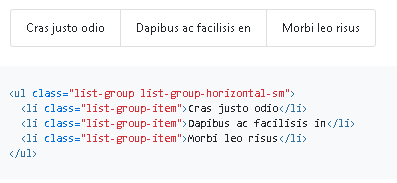 Cras justo odio
Dapibus ac facilisis en
Morbi leo risus
<ul class="list-group list-group-horizontal-sm">
  <li class="list-group-item">Cras justo odio</li>
  <li class="list-group-item">Dapibus ac facilisis in</li>
  <li class="list-group-item">Morbi leo risus</li>
</ul>